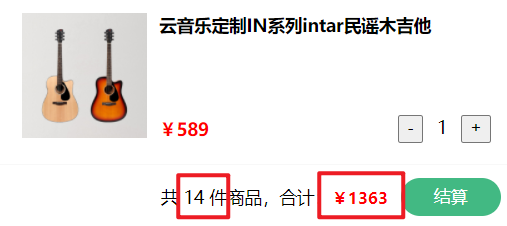 云音乐定制IN系列intar民谣木吉他
￥589
- 1 +
共 14 件商品，合计 ￥1363 结算